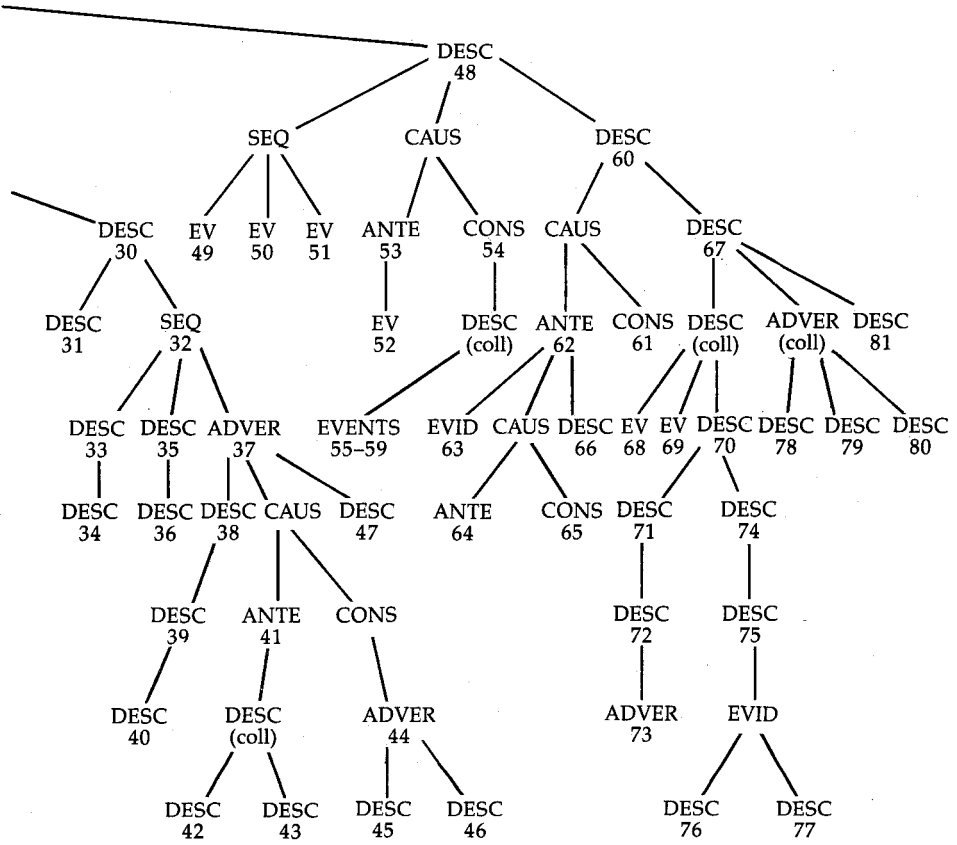 DESC
48
SEQ CAUS DESC
60
DESC EV EV EV ANTE CONS CAUS DESC
30 49 50 51 53 54 67
DESC SEQ EV DESC ANTE CONS DESC ADVER DESC
31 32 52 (coll) 62 61 (coll) (coll) 81
DESC DESC ADVER EVENTS EVID CAUS DESC EV EV DESC DESC DESC DESC
33 35 37 55–59 63 66 68 69 70 78 79 80
DESC DESC DESC CAUS DESC ANTE CONS DESC DESC
34 36 38 47 64 65 71 74
DESC ANTE CONS DESC DESC
39 41 72 75
DESC DESC ADVER ADVER EVID
40 (coll) 44 73
DESC DESC DESC DESC DESC DESC
42 43 45 46 76 77